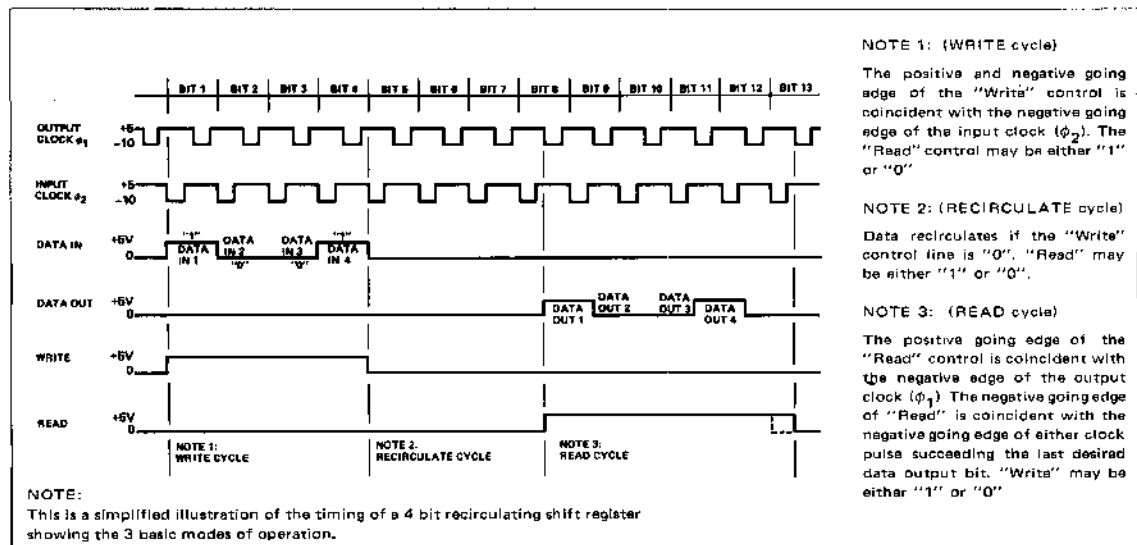 BIT 1 BIT 2 BIT 3 BIT 4 BIT 5 BIT 6 BIT 7 BIT 8 BIT 9 BIT 10 BIT 11 BIT 12 BIT 13
OUTPUT +5
CLOCK ϕ1 -10
INPUT +5
CLOCK ϕ2 -10
DATA IN +5V "1" DATA DATA "1"
DATA IN 2 IN 3 DATA
0 IN 1 "0" "0" IN 4
DATA OUT +5V DATA DATA DATA DATA
0 OUT 1 OUT 2 OUT 3 OUT 4
WRITE +5V
0
READ +5V
0
NOTE 1: NOTE 2: NOTE 3:
WRITE CYCLE RECIRCULATE CYCLE READ CYCLE
NOTE:
This is a simplified illustration of the timing of a 4 bit recirculating shift register
showing the 3 basic modes of operation.
NOTE 1: (WRITE cycle)
The positive and negative going
edge of the "Write" control is
coincident with the negative going
edge of the input clock (ϕ2). The
"Read" control may be either "1"
or "0"
NOTE 2: (RECIRCULATE cycle)
Data recirculates if the "Write"
control line is "0". "Read" may
be either "1" or "0".
NOTE 3: (READ cycle)
The positive going edge of the
"Read" control is coincident with
the negative edge of the output
clock (ϕ1) The negative going edge
of "Read" is coincident with the
negative going edge of either clock
pulse succeeding the last desired
data output bit. "Write" may be
either "1" or "0"